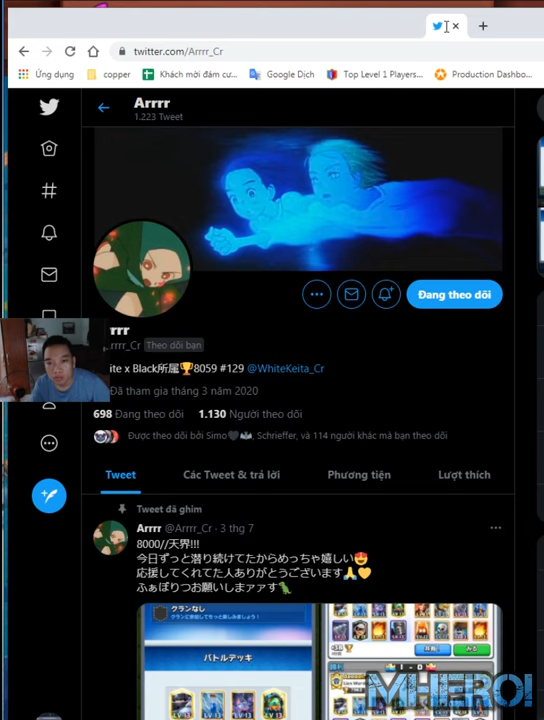 twitter.com/Arrrr_Cr
Ứng dụng
copper
Khách mời đám cư...
Google Dịch
Top Level 1 Players...
Production Dashbo...
Arrrr
1.223 Tweet
Đang theo dõi
rrr
rrr_Cr Theo dõi bạn
ite x Black所属🏆8059 #129 @WhiteKeita_Cr
Đã tham gia tháng 3 năm 2020
698 Đang theo dõi 1.130 Người theo dõi
Được theo dõi bởi Simo🖤🦇, Schrieffer, và 114 người khác mà bạn theo dõi
Tweet
Các Tweet & trả lời
Phương tiện
Lượt thích
Tweet đã ghim
Arrrr @Arrrr_Cr · 3 thg 7
8000//天界!!!
今日ずっと潜り続けてたからめっちゃ嬉しい😍
応援してくれてた人ありがとうございます🙏💛
ふぁぼりつお願いしまァァす🦖
クランなし
バトルデッキ
1 - 0
MHERO!